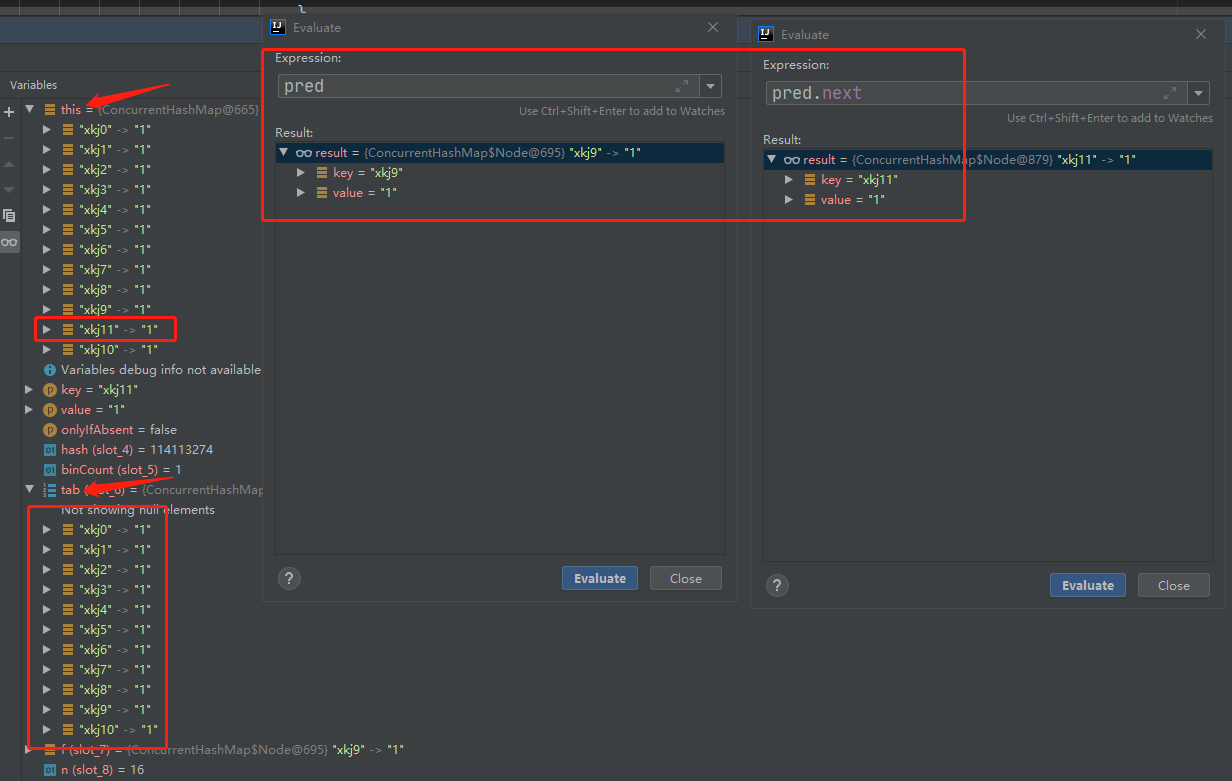 Variables
this = {ConcurrentHashMap@665}
"xkj0" -> "1"
"xkj1" -> "1"
"xkj2" -> "1"
"xkj3" -> "1"
"xkj4" -> "1"
"xkj5" -> "1"
"xkj6" -> "1"
"xkj7" -> "1"
"xkj8" -> "1"
"xkj9" -> "1"
"xkj11" -> "1"
"xkj10" -> "1"
Variables debug info not available
key = "xkj11"
value = "1"
onlyIfAbsent = false
hash (slot_4) = 114113274
binCount (slot_5) = 1
tab (slot_6) = {ConcurrentHashMap
Not showing null elements
"xkj0" -> "1"
"xkj1" -> "1"
"xkj2" -> "1"
"xkj3" -> "1"
"xkj4" -> "1"
"xkj5" -> "1"
"xkj6" -> "1"
"xkj7" -> "1"
"xkj8" -> "1"
"xkj9" -> "1"
"xkj10" -> "1"
f (slot_7) = {ConcurrentHashMap$Node@695} "xkj9" -> "1"
n (slot_8) = 16
Evaluate
Expression:
pred
Use Ctrl+Shift+Enter to add to Watches
Result:
result = {ConcurrentHashMap$Node@695} "xkj9" -> "1"
key = "xkj9"
value = "1"
?
Evaluate
Close
Evaluate
Expression:
pred.next
Use Ctrl+Shift+Enter to add to Watches
Result:
result = {ConcurrentHashMap$Node@879} "xkj11" -> "1"
key = "xkj11"
value = "1"
?
Evaluate
Close